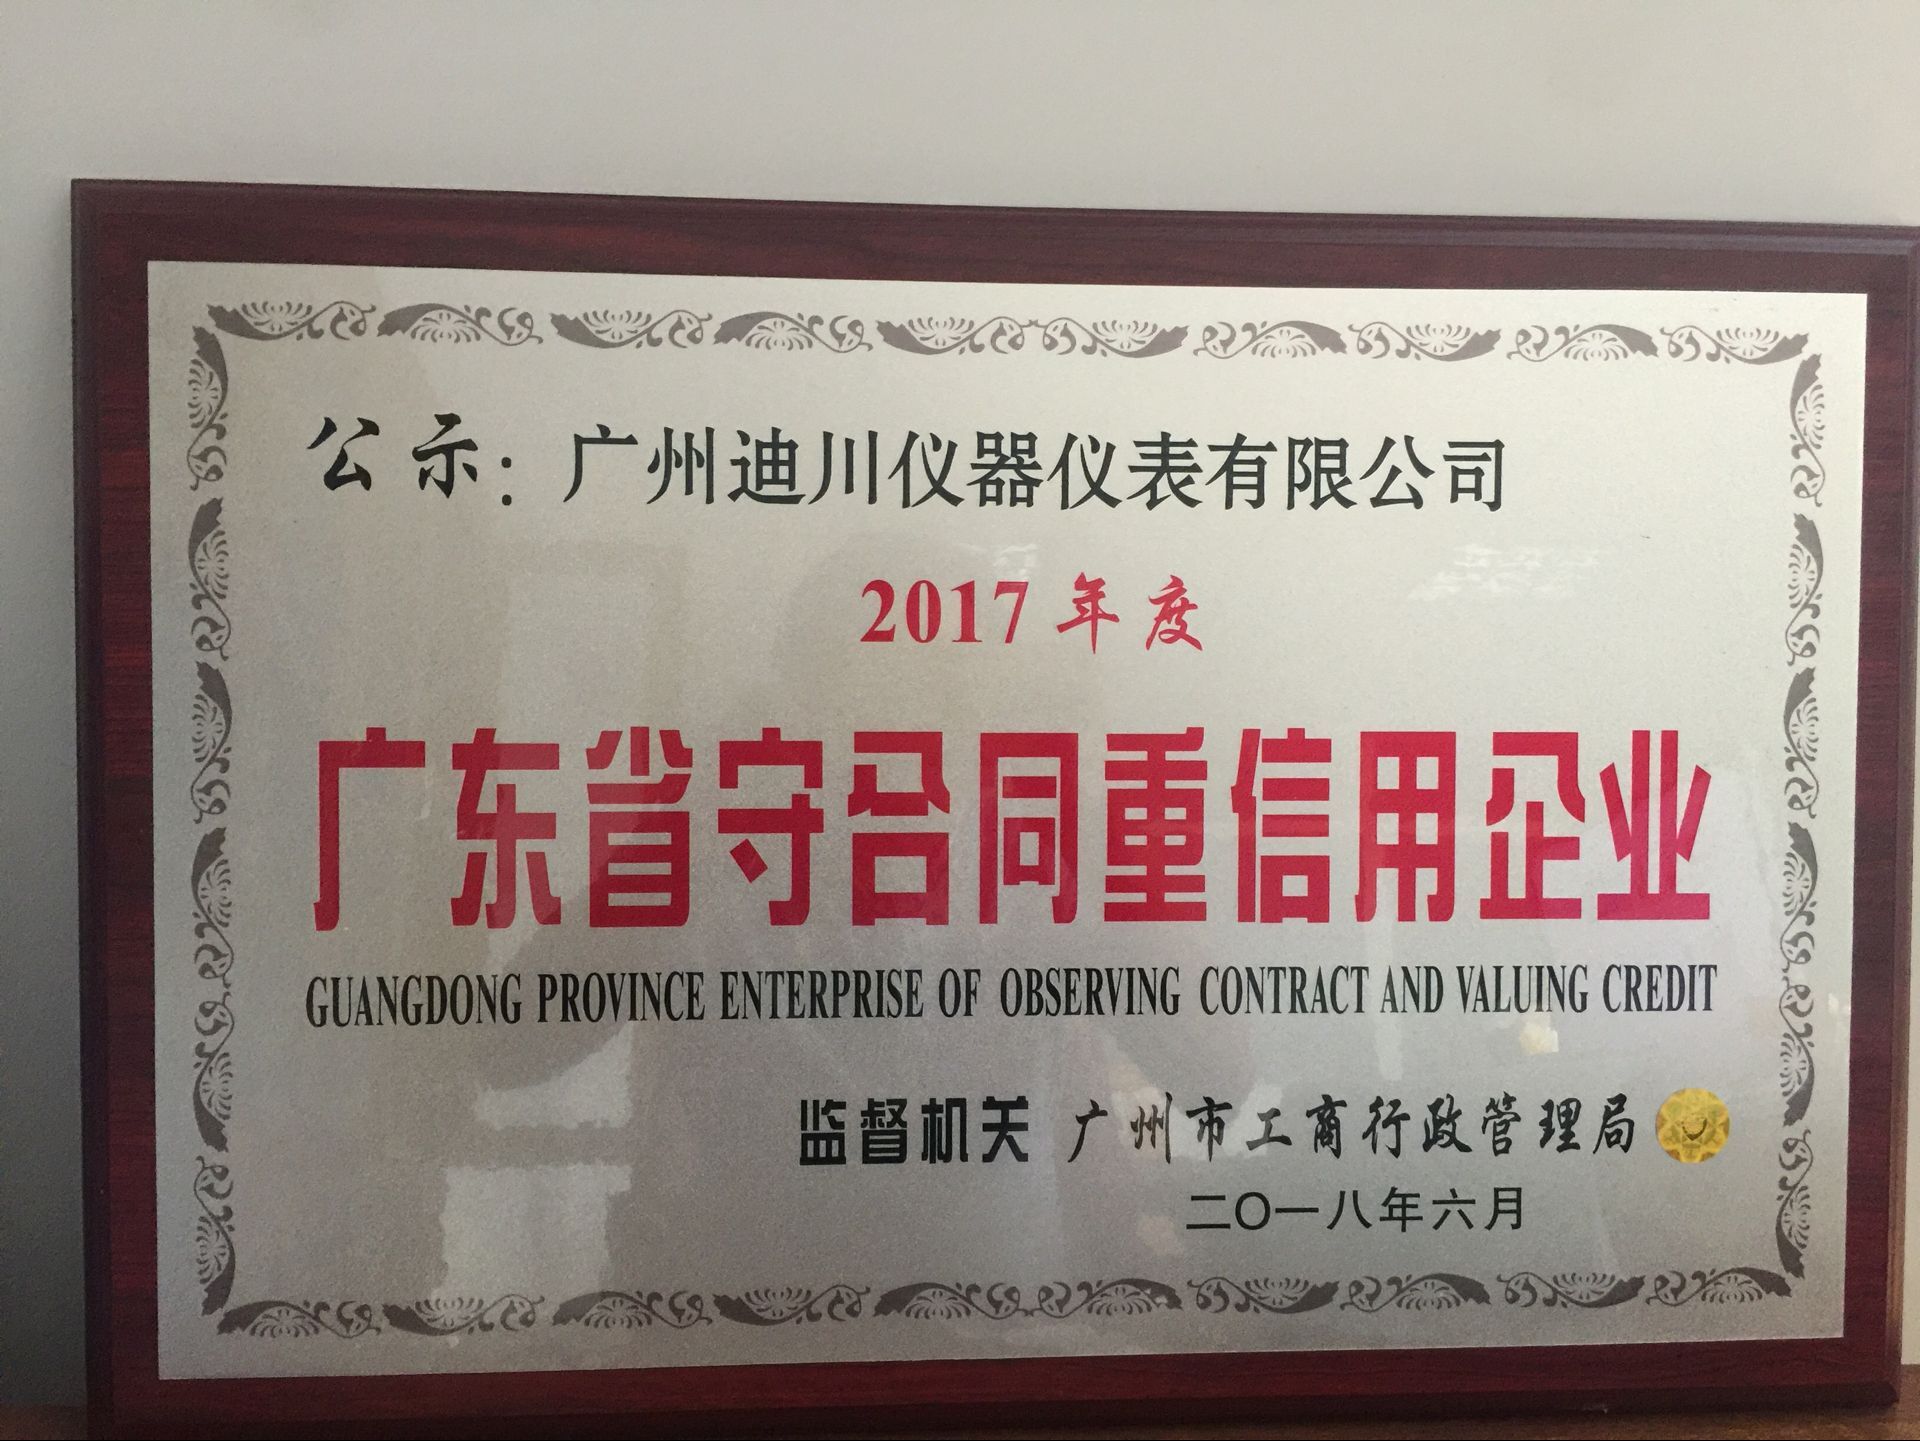 公示：广州迪川仪器仪表有限公司
2017年度
广东省守合同重信用企业
GUANGDONG PROVINCE ENTERPRISE OF OBSERVING CONTRACT AND VALUING CREDIT
监督机关 广州市工商行政管理局
二〇一八年六月